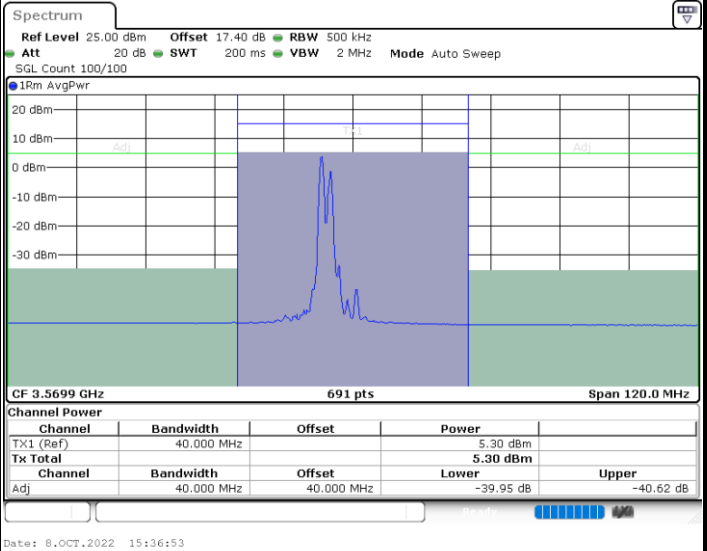 Spectrum
Ref Level 25.00 dBm Offset 17.40 dB RBW 500 kHz
Att 20 dB SWT 200 ms VBW 2 MHz Mode Auto Sweep
SGL Count 100/100
1Rm AvgPwr
20 dBm
TX1
10 dBm
Adj Adj
0 dBm
-10 dBm
-20 dBm
-30 dBm
CF 3.5699 GHz 691 pts Span 120.0 MHz
Channel Power
Channel Bandwidth Offset Power
TX1 (Ref) 40.000 MHz 5.30 dBm
Tx Total 5.30 dBm
Channel Bandwidth Offset Lower Upper
Adj 40.000 MHz 40.000 MHz -39.95 dB -40.62 dB
Ready
Date: 8.OCT.2022 15:36:53